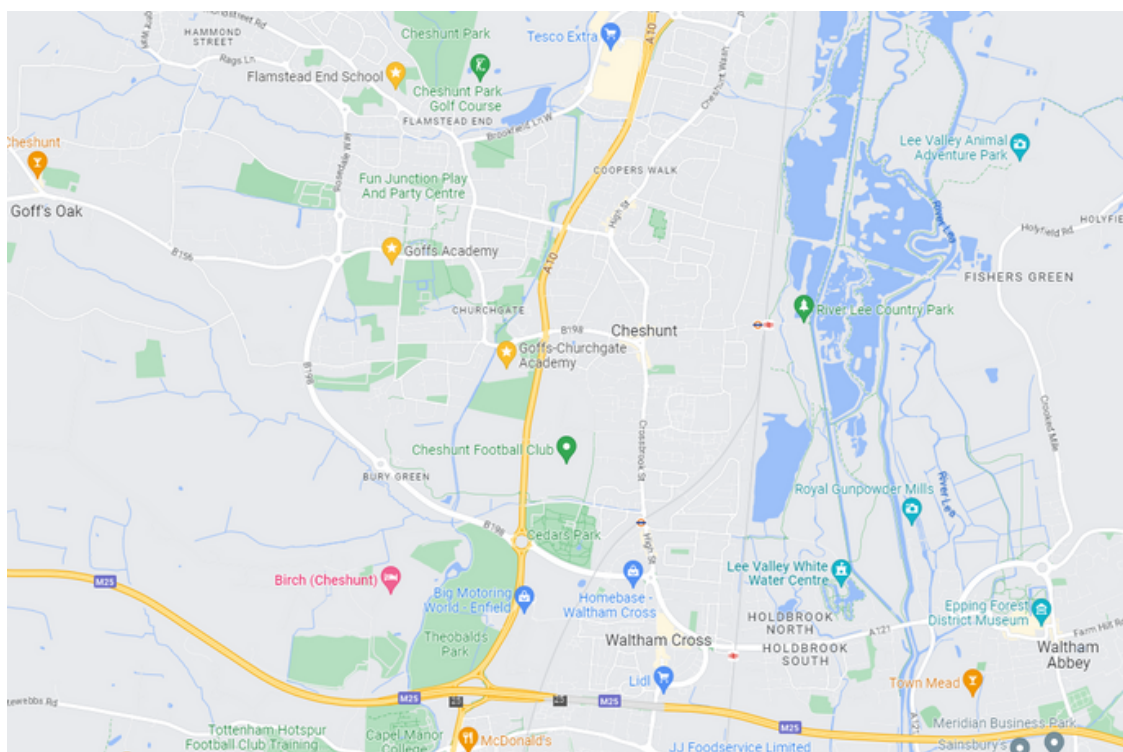 HAMMOND
STREET
Rags Ln
Cheshunt Park
Tesco Extra
A10
Flamstead End School
Cheshunt Park
Golf Course
FLAMSTEAD END
Brookfield Ln W
Cheshunt Wash
Lee Valley Animal
Adventure Park
Cheshunt
Goff's Oak
Rosedale Way
Fun Junction Play
And Party Centre
COOPERS WALK
High St
River Lea
Holyfield Rd
B156
Goffs Academy
A10
FISHERS GREEN
CHURCHGATE
B198
Cheshunt
River Lee Country Park
Goffs-Churchgate
Academy
B198
Crooked Mile
Cheshunt Football Club
Crossbrook St
BURY GREEN
Royal Gunpowder Mills
River Lea
B198
Cedars Park
High St
M25
Birch (Cheshunt)
Big Motoring
World - Enfield
Homebase -
Waltham Cross
Lee Valley White
Water Centre
Epping Forest
District Museum
Theobalds
Park
Waltham Cross
HOLDBROOK
NORTH
A121
HOLDBROOK
SOUTH
Farm Hill Rd
Waltham
Abbey
Lidl
Town Mead
M25
25
25
M25
A121
Tottenham Hotspur
Football Club Training
Capel Manor
College
McDonald's
JJ Foodservice Limited
Meridian Business Park
Sainsbury's